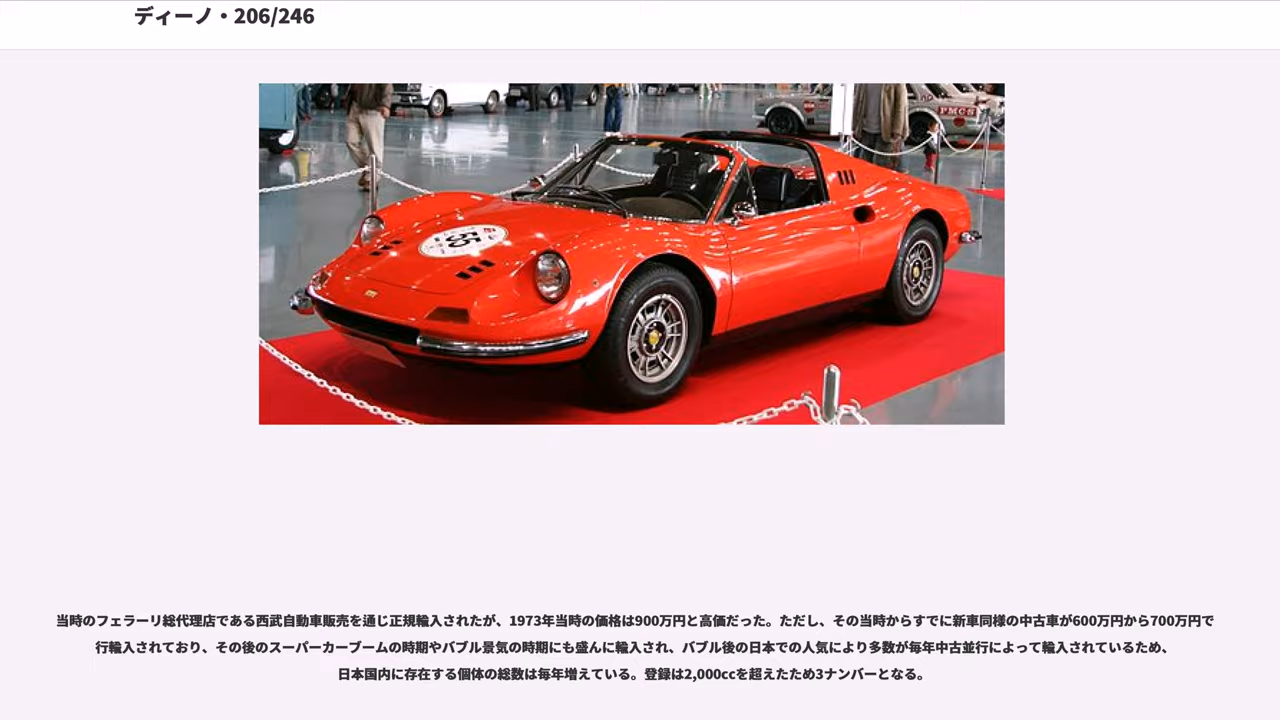 ディーノ・206/246
PMCS
55
当時のフェラーリ総代理店である西武自動車販売を通じ正規輸入されたが、1973年当時の価格は900万円と高価だった。ただし、その当時からすでに新車同様の中古車が600万円から700万円で
行輸入されており、その後のスーパーカーブームの時期やバブル景気の時期にも盛んに輸入され、バブル後の日本での人気により多数が毎年中古並行によって輸入されているため、
日本国内に存在する個体の総数は毎年増えている。登録は2,000ccを超えたため3ナンバーとなる。